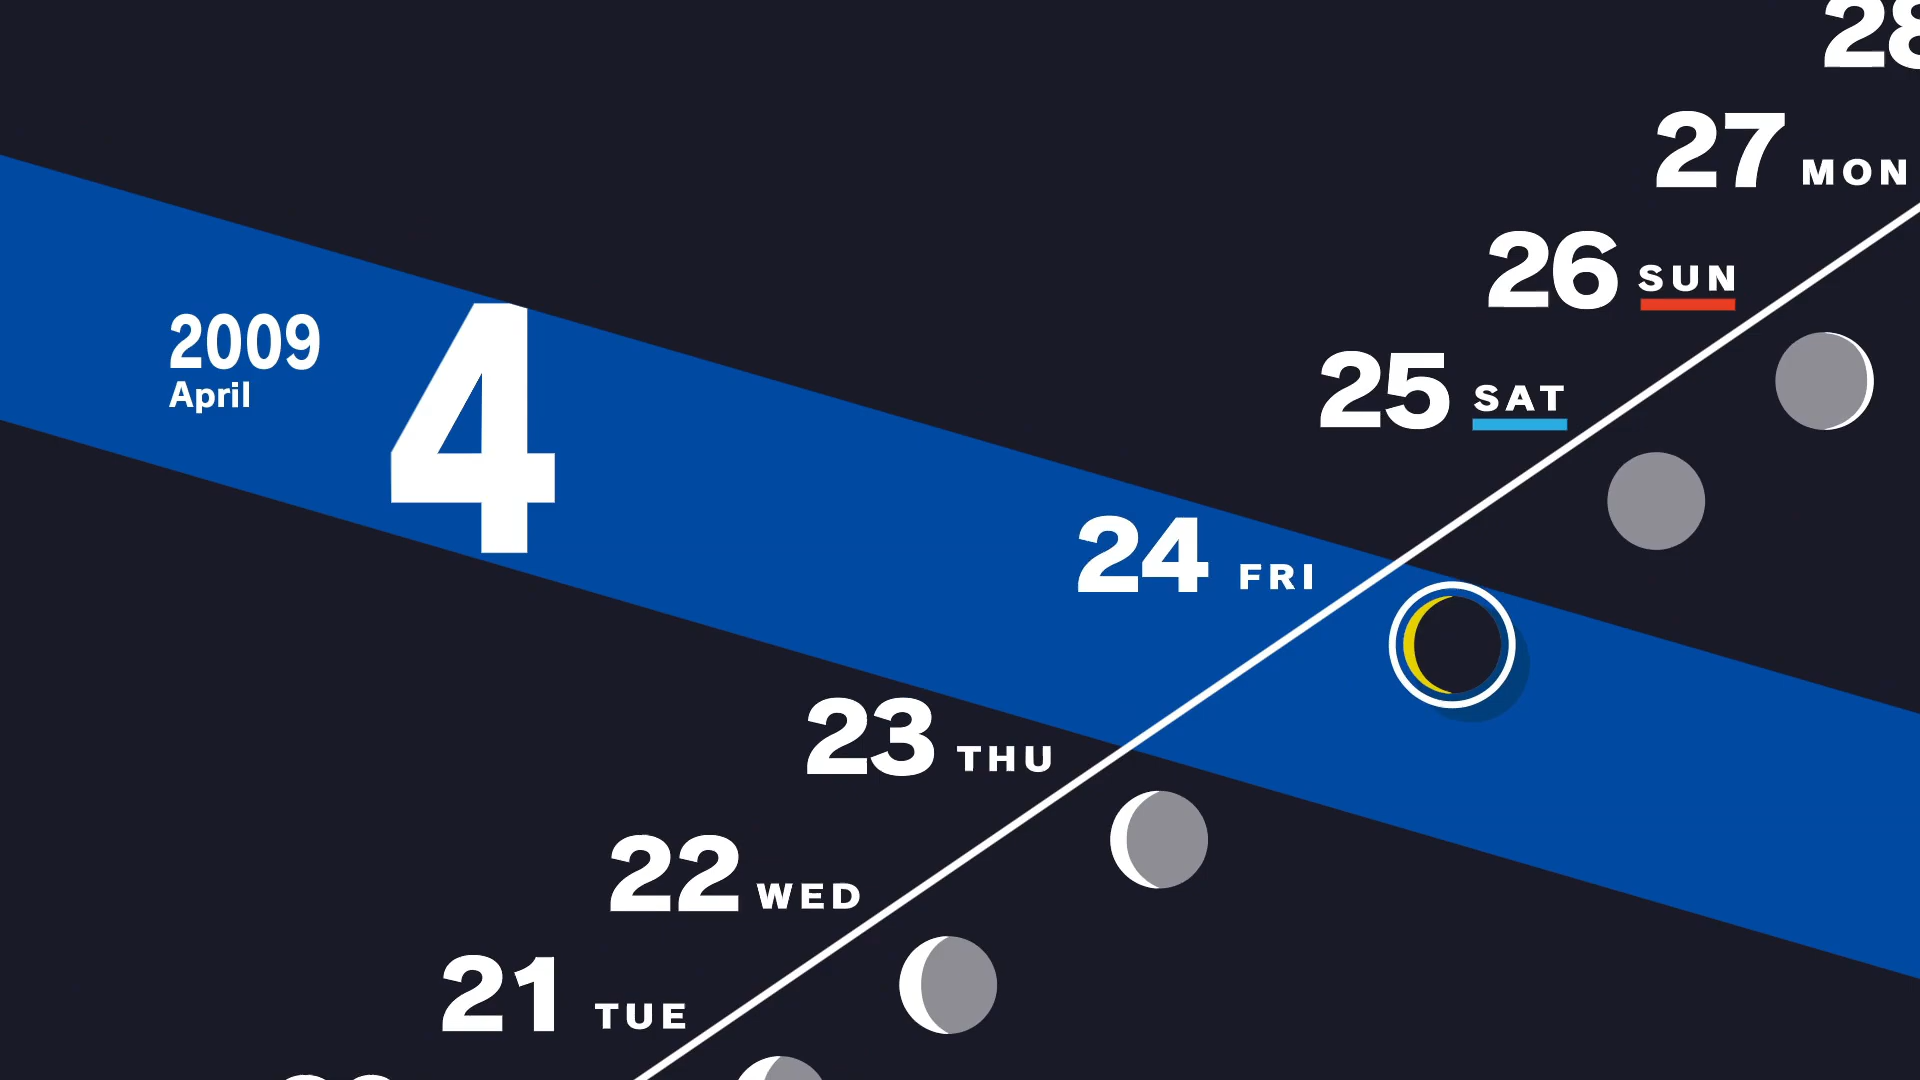 28
27 MON
26 SUN
25 SAT
2009
April
4
24 FRI
23 THU
22 WED
21 TUE